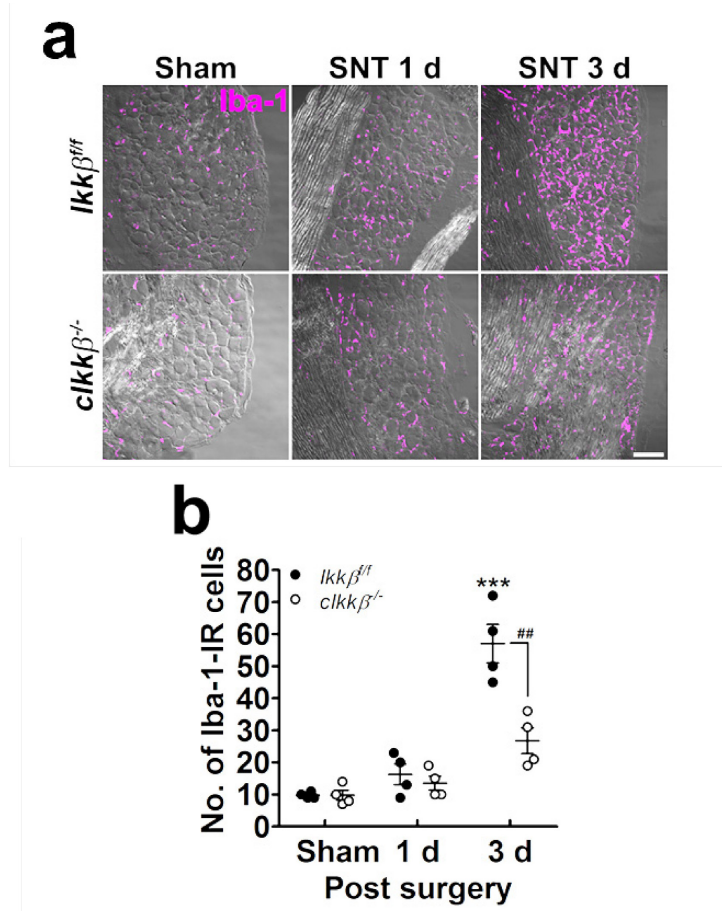 a
Sham SNT 1 d SNT 3 d
Iba-1
Ikkβf/f
cIkkβ-/-
b
No. of Iba-1-IR cells
80
70
60
50
40
30
20
10
0
Ikkβf/f
cIkkβ-/-
***
##
Sham 1 d 3 d
Post surgery